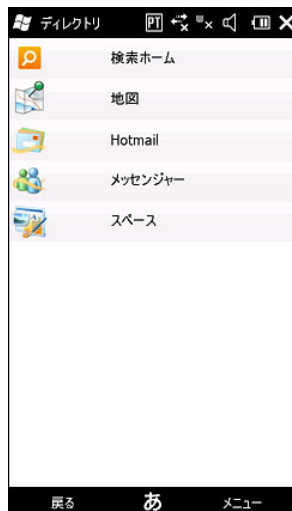 ディレクトリ PT
検索ホーム
地図
Hotmail
メッセンジャー
スペース
戻る あ メニュー